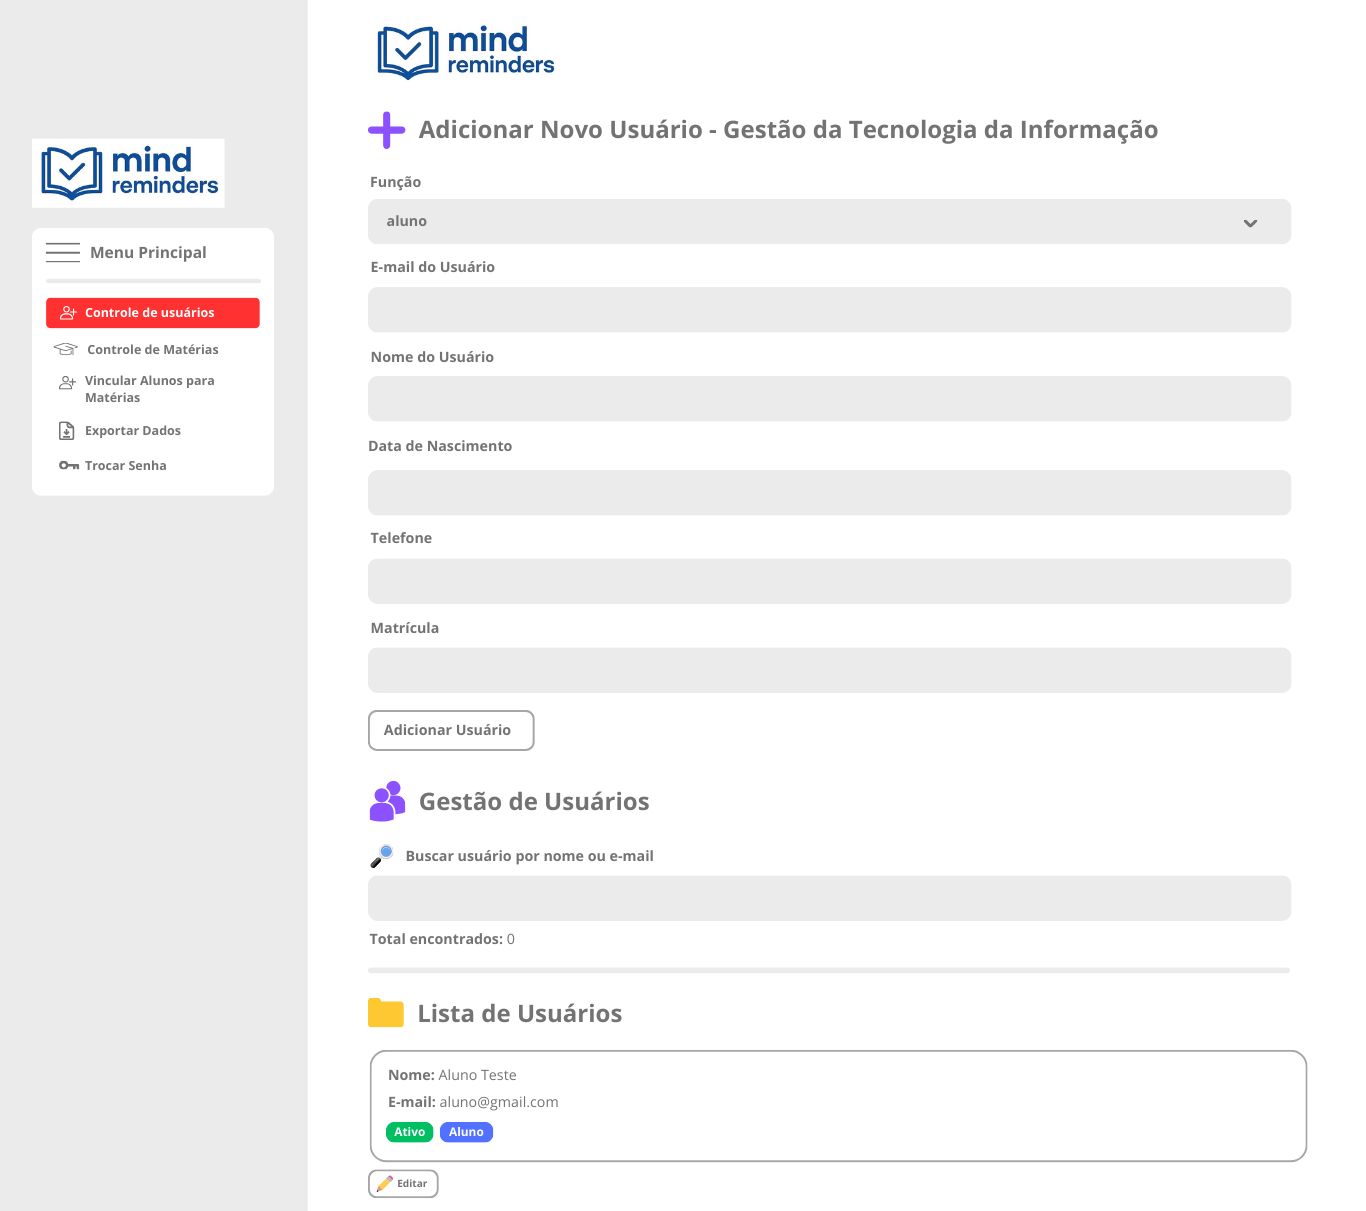 mind
reminders
Menu Principal
Controle de usuários
Controle de Matérias
Vincular Alunos para
Matérias
Exportar Dados
Trocar Senha
mind
reminders
Adicionar Novo Usuário - Gestão da Tecnologia da Informação
Função
aluno
E-mail do Usuário
Nome do Usuário
Data de Nascimento
Telefone
Matrícula
Adicionar Usuário
Gestão de Usuários
Buscar usuário por nome ou e-mail
Total encontrados: 0
Lista de Usuários
Nome: Aluno Teste
E-mail: aluno@gmail.com
Ativo Aluno
Editar